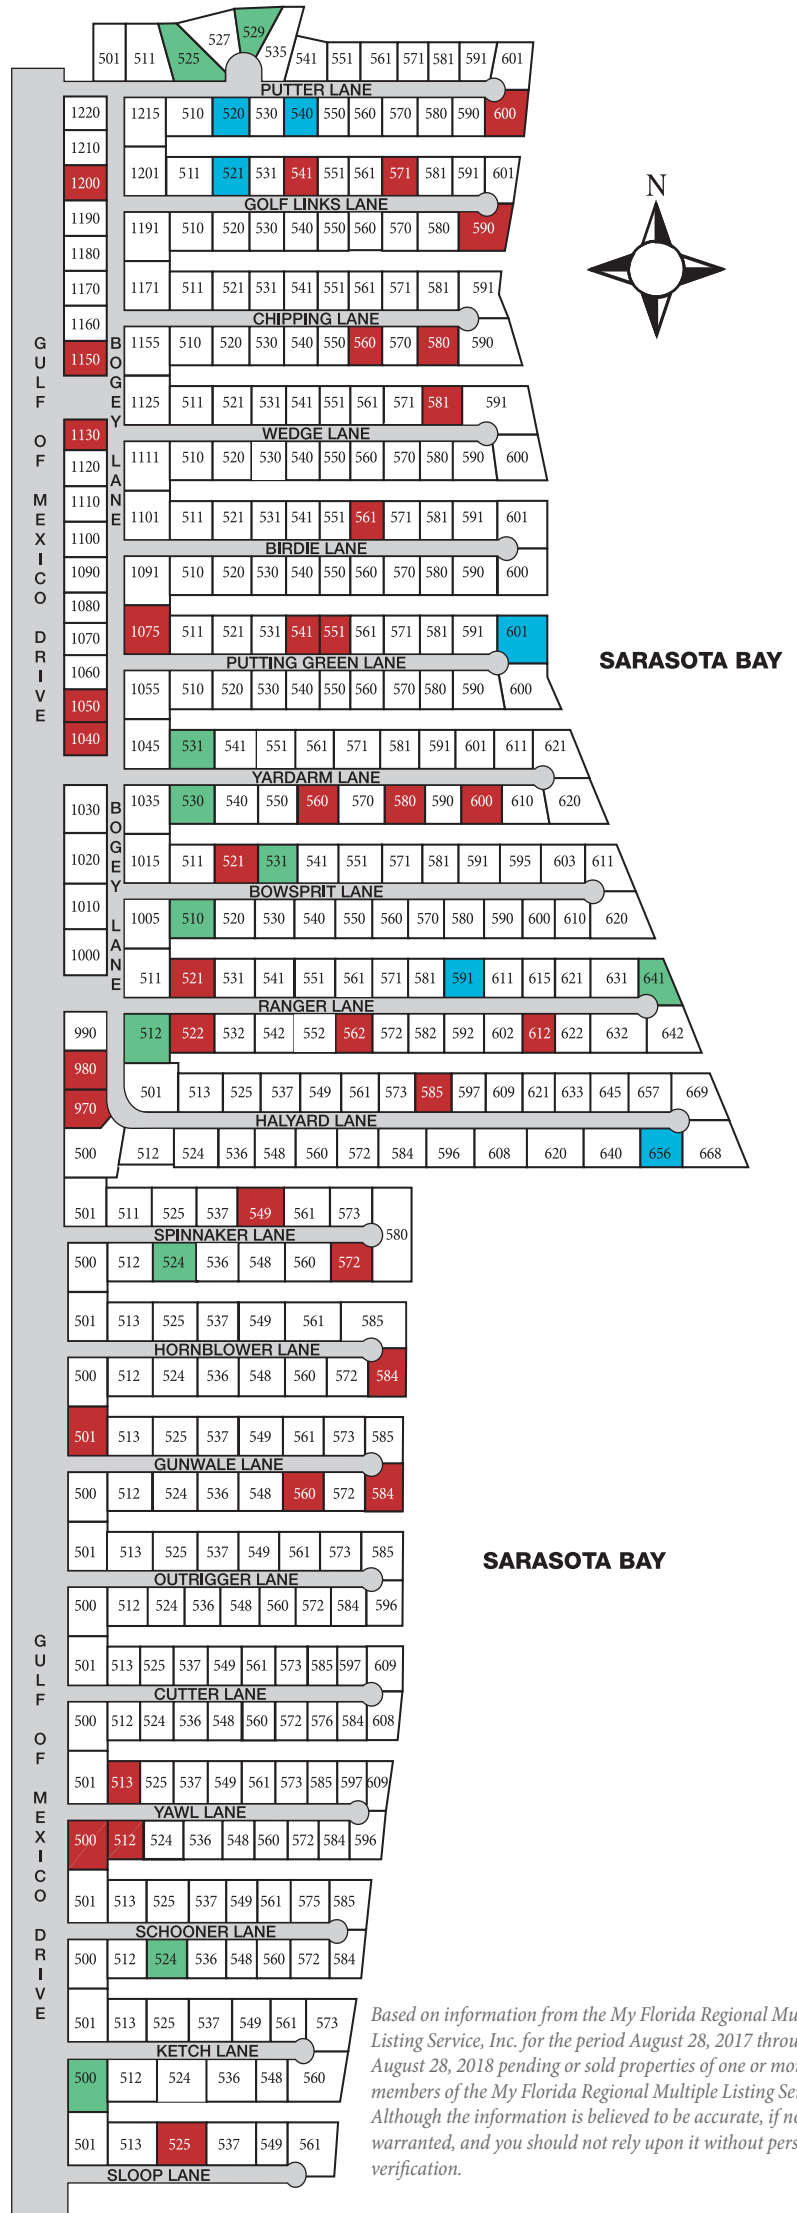 501 511 525 527 529 535 541 551 561 571 581 591 601
PUTTER LANE
1220 1215 510 520 530 540 550 560 570 580 590 600
1210
1200 1201 511 521 531 541 551 561 571 581 591 601
GOLF LINKS LANE
1190 1191 510 520 530 540 550 560 570 580 590
1180
1170 1171 511 521 531 541 551 561 571 581 591
CHIPPING LANE
1160
1150 1155 510 520 530 540 550 560 570 580 590
1125 511 521 531 541 551 561 571 581 591
WEDGE LANE
1130
1120 1111 510 520 530 540 550 560 570 580 590 600
1110
1100 1101 511 521 531 541 551 561 571 581 591 601
BIRDIE LANE
1090 1091 510 520 530 540 550 560 570 580 590 600
1080
1070 1075 511 521 531 541 551 561 571 581 591 601
PUTTING GREEN LANE
1060
1050 1055 510 520 530 540 550 560 570 580 590 600
1040 1045 531 541 551 561 571 581 591 601 611 621
YARDARM LANE
1030 1035 530 540 550 560 570 580 590 600 610 620
1020 1015 511 521 531 541 551 571 581 591 595 603 611
BOWSPRIT LANE
1010 1005 510 520 530 540 550 560 570 580 590 600 610 620
1000
511 521 531 541 551 561 571 581 591 611 615 621 631 641
RANGER LANE
990 512 522 532 542 552 562 572 582 592 602 612 622 632 642
980
970 501 513 525 537 549 561 573 585 597 609 621 633 645 657 669
HALYARD LANE
500 512 524 536 548 560 572 584 596 608 620 640 656 668
501 511 525 537 549 561 573 580
SPINNAKER LANE
500 512 524 536 548 560 572
501 513 525 537 549 561 585
HORNBLOWER LANE
500 512 524 536 548 560 572 584
501 513 525 537 549 561 573 585
GUNWALE LANE
500 512 524 536 548 560 572 584
501 513 525 537 549 561 573 585
OUTRIGGER LANE
500 512 524 536 548 560 572 584 596
501 513 525 537 549 561 573 585 597 609
CUTTER LANE
500 512 524 536 548 560 572 576 584 608
501 513 525 537 549 561 573 585 597 609
YAWL LANE
500 512 524 536 548 560 572 584 596
501 513 525 537 549 561 575 585
SCHOONER LANE
500 512 524 536 548 560 572 584
501 513 525 537 549 561 573
KETCH LANE
500 512 524 536 548 560
501 513 525 537 549 561
SLOOP LANE
GULF OF MEXICO DRIVE
BOGEY LANE
BOGEY LANE
GULF OF MEXICO DRIVE
N
SARASOTA BAY
SARASOTA BAY
Based on information from the My Florida Regional
Listing Service, Inc. for the period August 28, 2017
August 28, 2018 pending or sold properties of one or
members of the My Florida Regional Multiple Listing
Although the information is believed to be accurate, if
warranted, and you should not rely upon it without
verification.